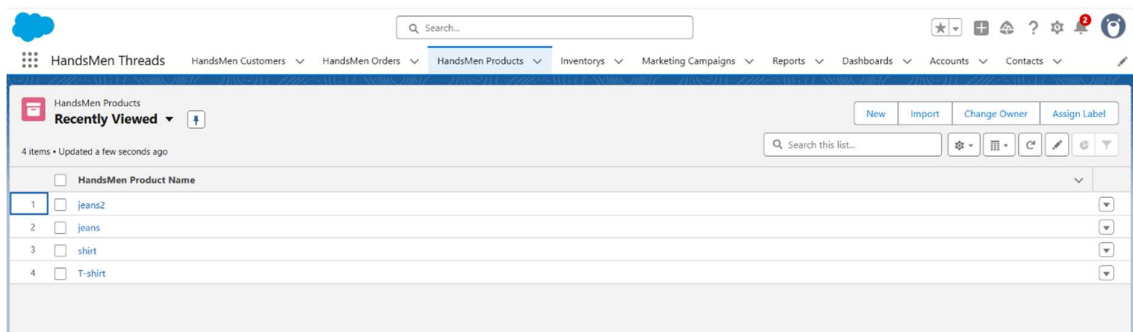 Search...
2
HandsMen Threads HandsMen Customers HandsMen Orders HandsMen Products Inventorys Marketing Campaigns Reports Dashboards Accounts Contacts
HandsMen Products
Recently Viewed
New Import Change Owner Assign Label
4 items • Updated a few seconds ago
Search this list...
HandsMen Product Name
1 jeans2
2 jeans
3 shirt
4 T-shirt